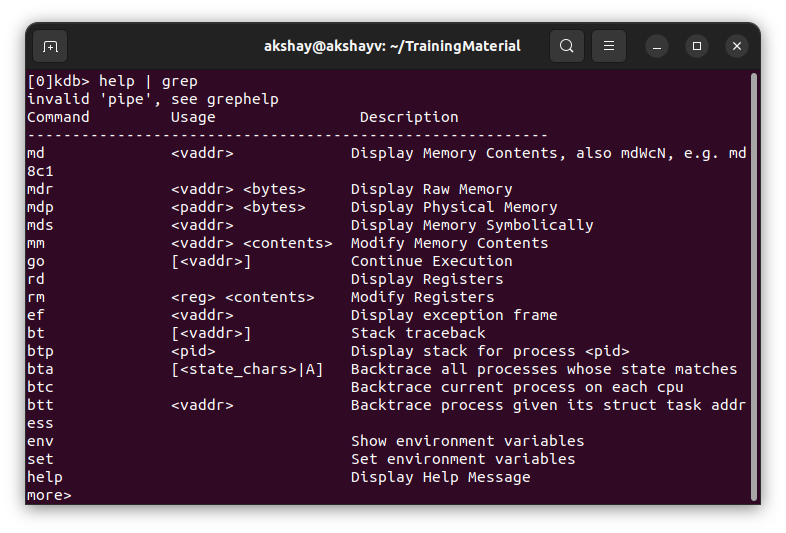 akshay@akshayv: ~/TrainingMaterial
[0]kdb> help | grep
invalid 'pipe', see grephelp
Command         Usage                Description
----------------------------------------------------------
md              <vaddr>             Display Memory Contents, also mdWcN, e.g. md
8c1
mdr             <vaddr> <bytes>     Display Raw Memory
mdp             <paddr> <bytes>     Display Physical Memory
mds             <vaddr>             Display Memory Symbolically
mm              <vaddr> <contents>  Modify Memory Contents
go              [<vaddr>]           Continue Execution
rd                                  Display Registers
rm              <reg> <contents>    Modify Registers
ef              <vaddr>             Display exception frame
bt              [<vaddr>]           Stack traceback
btp             <pid>               Display stack for process <pid>
bta             [<state_chars>|A]   Backtrace all processes whose state matches
btc                                 Backtrace current process on each cpu
btt             <vaddr>             Backtrace process given its struct task addr
ess
env                                 Show environment variables
set                                 Set environment variables
help                                Display Help Message
more>